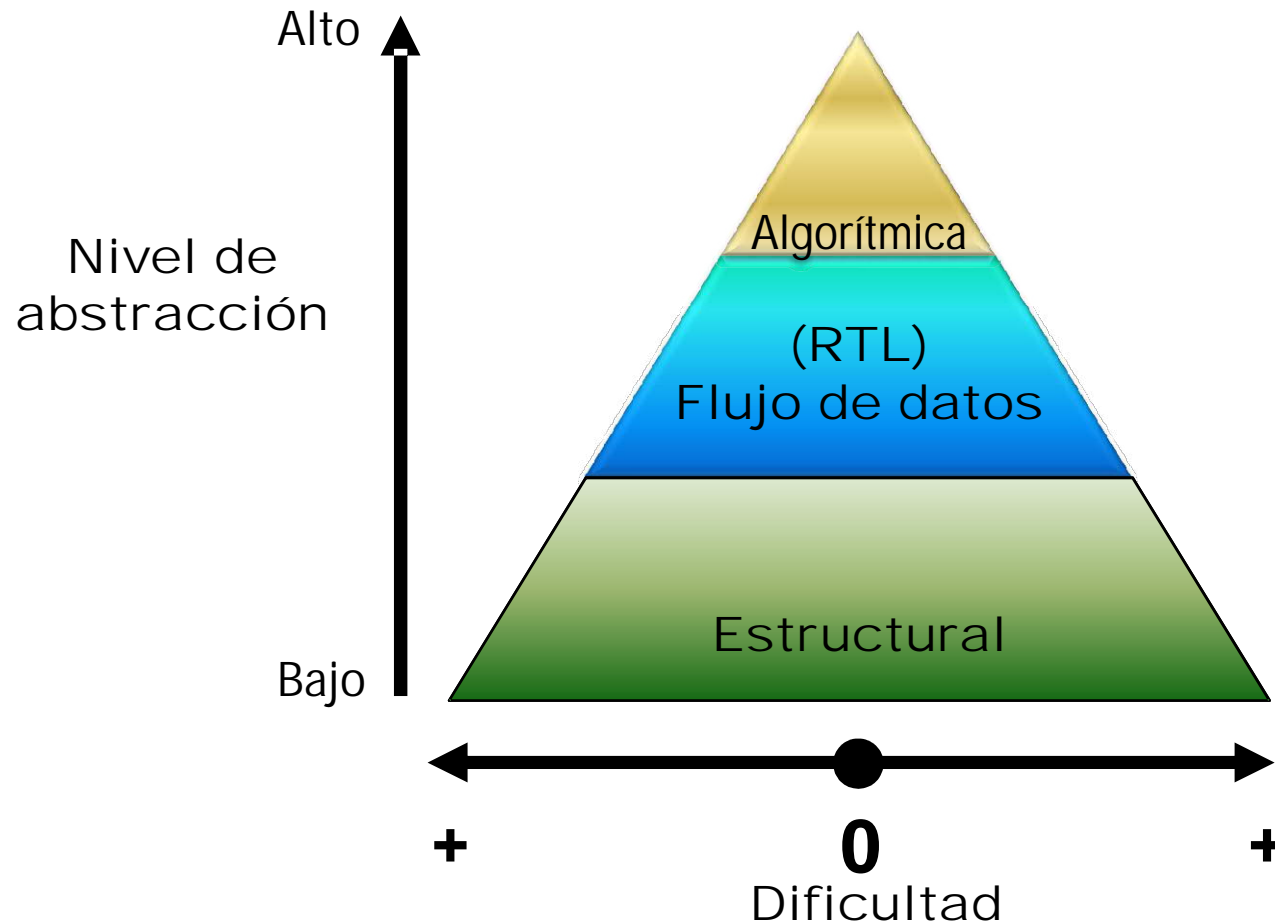 Alto
Nivel de
abstracción
Bajo
Algorítmica
(RTL)
Flujo de datos
Estructural
+ 0 +
Dificultad